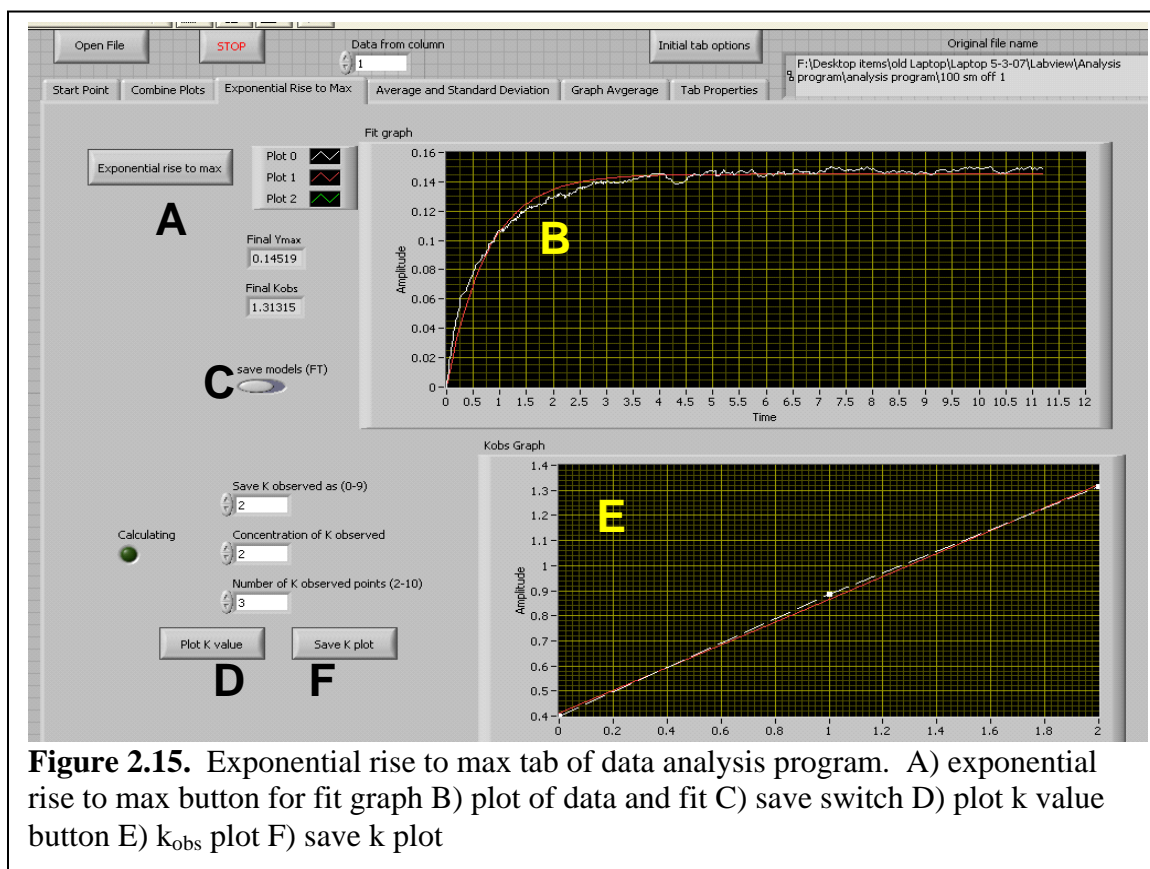 Open File
STOP
Data from column
1
Initial tab options
Original file name
F:\Desktop items\old Laptop\Laptop 5-3-07\Labview\Analysis
program\analysis program\100 sm off 1
Start Point
Combine Plots
Exponential Rise to Max
Average and Standard Deviation
Graph Avgerage
Tab Properties
Exponential rise to max
A
Plot 0
Plot 1
Plot 2
Final Ymax
0.14519
Final Kobs
1.31315
C
save models (FT)
Fit graph
Amplitude
0.16
0.14
0.12
0.1
0.08
0.06
0.04
0.02
0
B
0 0.5 1 1.5 2 2.5 3 3.5 4 4.5 5 5.5 6 6.5 7 7.5 8 8.5 9 9.5 10 10.5 11 11.5 12
Time
Save K observed as (0-9)
2
Calculating
Concentration of K observed
2
Number of K observed points (2-10)
3
Plot K value
Save K plot
D
F
Kobs Graph
Amplitude
1.4
1.3
1.2
1.1
1
0.9
0.8
0.7
0.6
0.5
0.4
E
0 0.2 0.4 0.6 0.8 1 1.2 1.4 1.6 1.8 2
Figure 2.15. Exponential rise to max tab of data analysis program. A) exponential
rise to max button for fit graph B) plot of data and fit C) save switch D) plot k value
button E) kobs plot F) save k plot